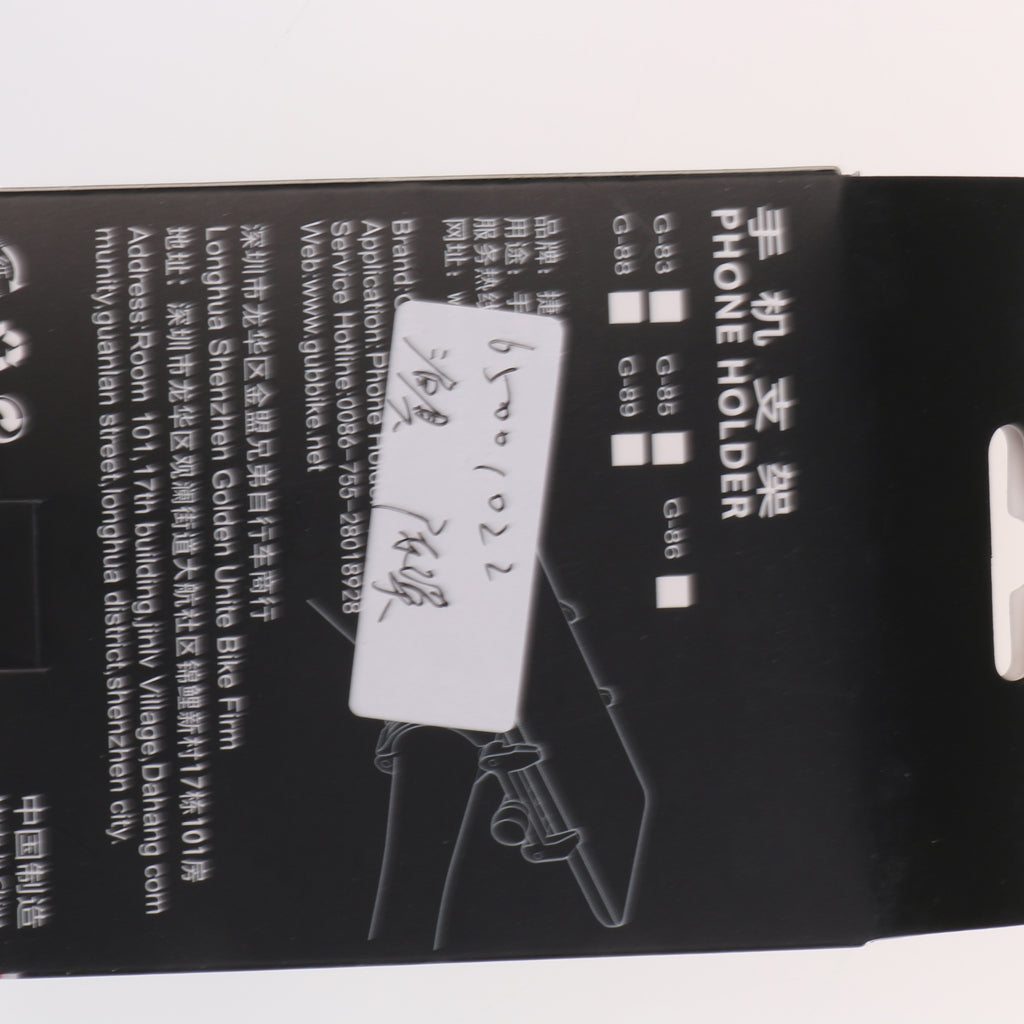 手机支架
PHONE HOLDER
G-83 G-85 G-86
G-88 G-89
品牌：捷
用途：手
服务热线
网址：w
Brand:G
Application:Phone Holder
Service Hotline:0086-755-28018928
Web:www.gubbike.net
65001022
深圳市龙华区金盟兄弟自行车商行
Longhua Shenzhen Golden Unite Bike Firm
地址：深圳市龙华区观澜街道大航社区锦鲤新村17栋101房
Address:Room 101,17th building,jinlv Village,Dahang com
munity,guanlan street,longhua district,shenzhen city.
中国制造